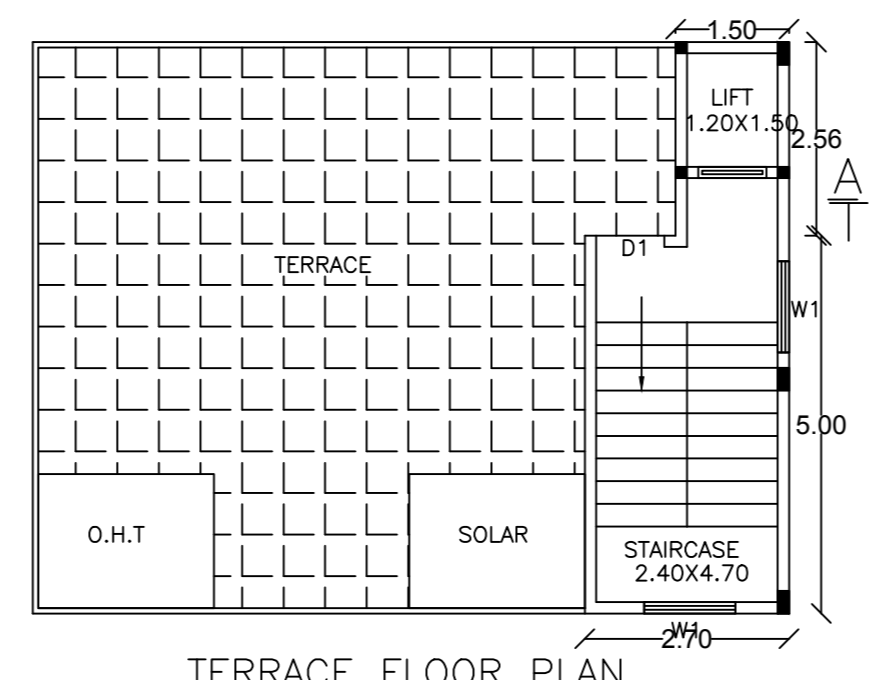 1.50
LIFT
1.20X1.50
2.56
A
D1
TERRACE
W1
5.00
O.H.T
SOLAR
STAIRCASE
2.40X4.70
W1
2.70
TERRACE FLOOR PLAN